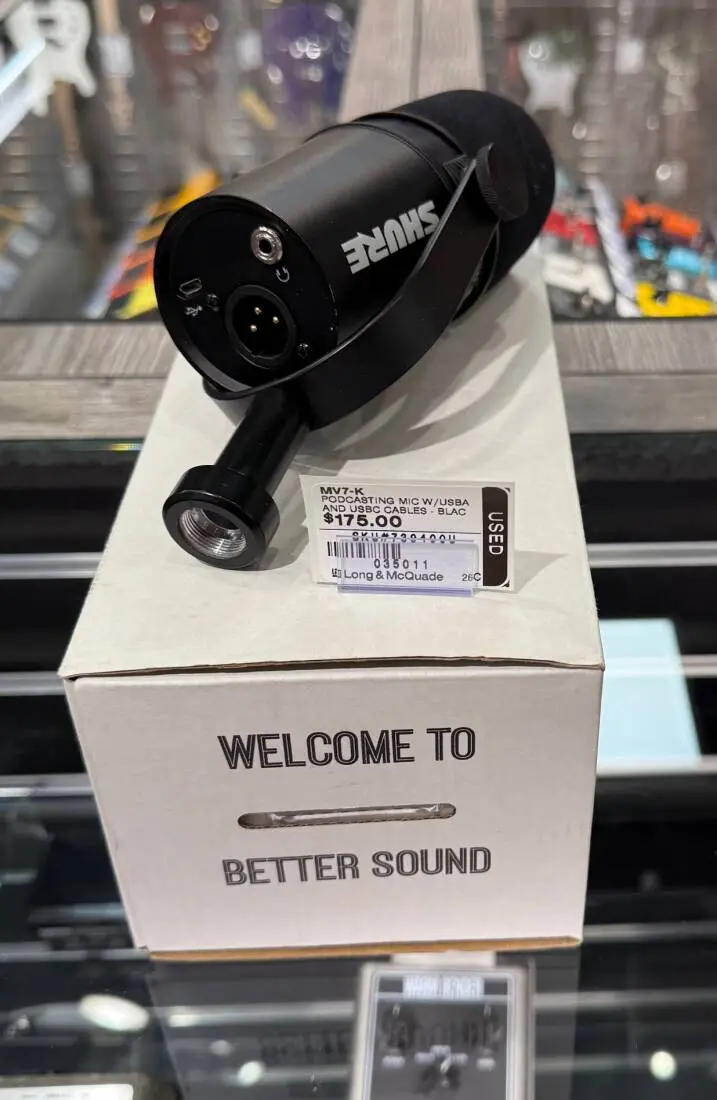 SHURE
MV7-K
PODCASTING MIC W/USBA
AND USBC CABLES - BLAC
$175.00
USED
035011
Long & McQuade
26C
WELCOME TO
BETTER SOUND